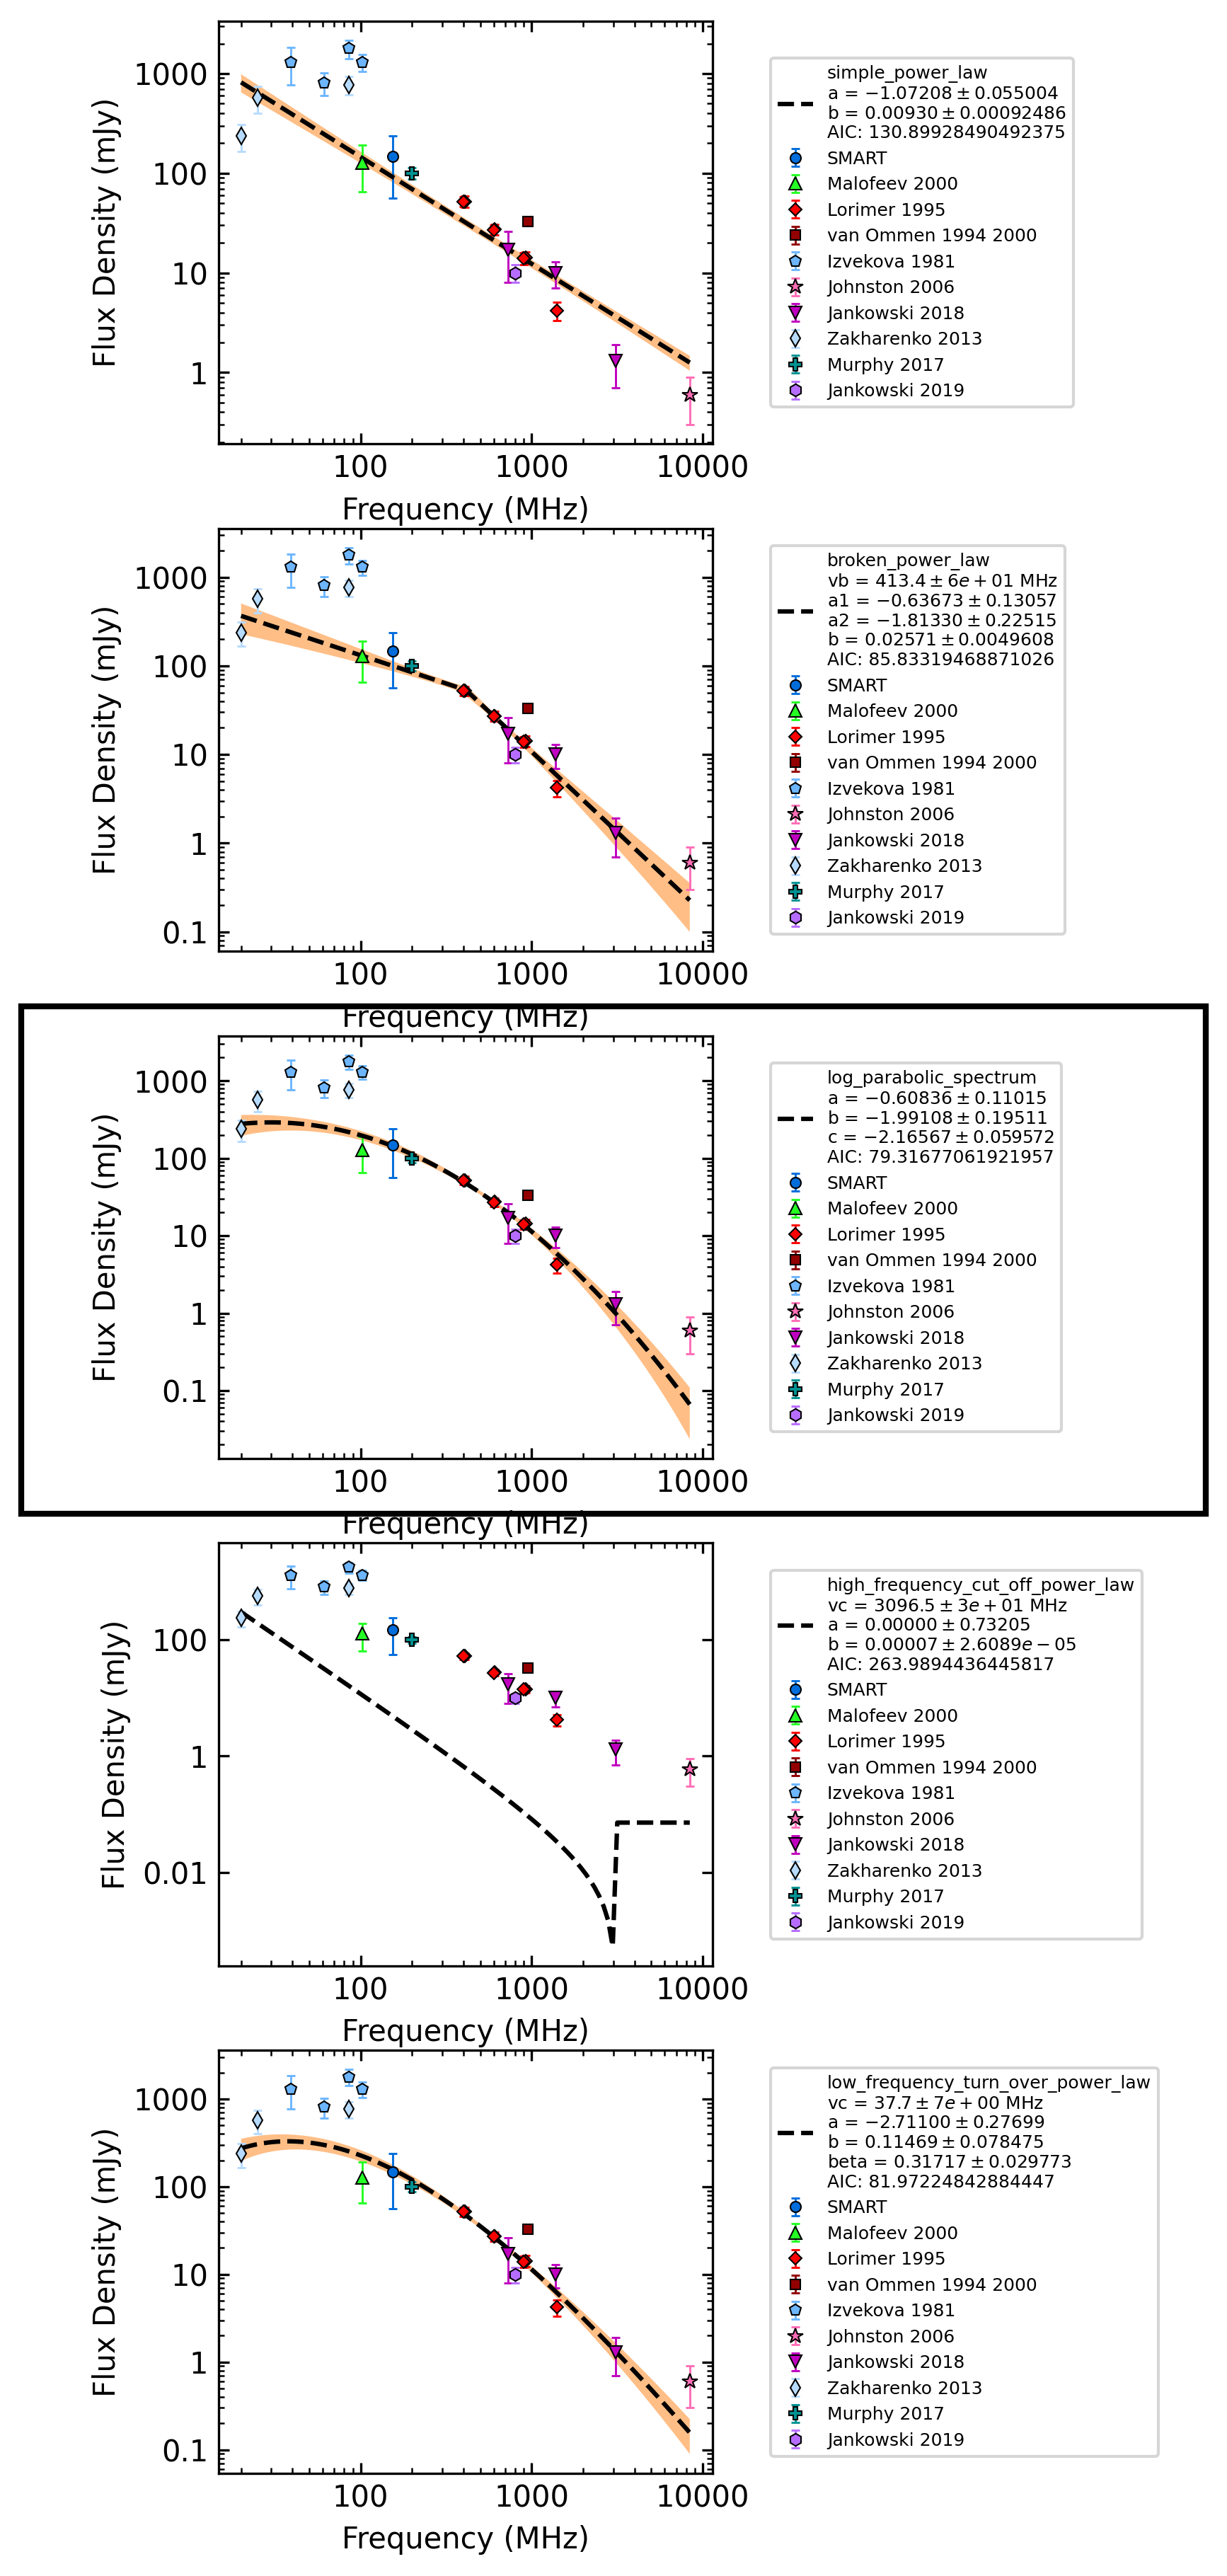 1000
100
10
1
Flux Density (mJy)
100
1000
10000
Frequency (MHz)
simple_power_law
a = −1.07208 ± 0.055004
b = 0.00930 ± 0.00092486
AIC: 130.89928490492375
SMART
Malofeev 2000
Lorimer 1995
van Ommen 1994 2000
Izvekova 1981
Johnston 2006
Jankowski 2018
Zakharenko 2013
Murphy 2017
Jankowski 2019
1000
100
10
1
0.1
Flux Density (mJy)
100
1000
10000
Frequency (MHz)
broken_power_law
vb = 413.4 ± 6e + 01 MHz
a1 = −0.63673 ± 0.13057
a2 = −1.81330 ± 0.22515
b = 0.02571 ± 0.0049608
AIC: 85.83319468871026
SMART
Malofeev 2000
Lorimer 1995
van Ommen 1994 2000
Izvekova 1981
Johnston 2006
Jankowski 2018
Zakharenko 2013
Murphy 2017
Jankowski 2019
1000
100
10
1
0.1
Flux Density (mJy)
100
1000
10000
Frequency (MHz)
log_parabolic_spectrum
a = −0.60836 ± 0.11015
b = −1.99108 ± 0.19511
c = −2.16567 ± 0.059572
AIC: 79.31677061921957
SMART
Malofeev 2000
Lorimer 1995
van Ommen 1994 2000
Izvekova 1981
Johnston 2006
Jankowski 2018
Zakharenko 2013
Murphy 2017
Jankowski 2019
100
1
0.01
Flux Density (mJy)
100
1000
10000
Frequency (MHz)
high_frequency_cut_off_power_law
vc = 3096.5 ± 3e + 01 MHz
a = 0.00000 ± 0.73205
b = 0.00007 ± 2.6089e − 05
AIC: 263.9894436445817
SMART
Malofeev 2000
Lorimer 1995
van Ommen 1994 2000
Izvekova 1981
Johnston 2006
Jankowski 2018
Zakharenko 2013
Murphy 2017
Jankowski 2019
1000
100
10
1
0.1
Flux Density (mJy)
100
1000
10000
Frequency (MHz)
low_frequency_turn_over_power_law
vc = 37.7 ± 7e + 00 MHz
a = −2.71100 ± 0.27699
b = 0.11469 ± 0.078475
beta = 0.31717 ± 0.029773
AIC: 81.97224842884447
SMART
Malofeev 2000
Lorimer 1995
van Ommen 1994 2000
Izvekova 1981
Johnston 2006
Jankowski 2018
Zakharenko 2013
Murphy 2017
Jankowski 2019